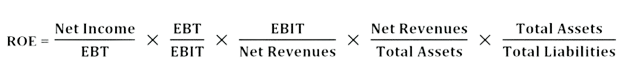 ROE = Net Income / EBT × EBT / EBIT × EBIT / Net Revenues × Net Revenues / Total Assets × Total Assets / Total Liabilities